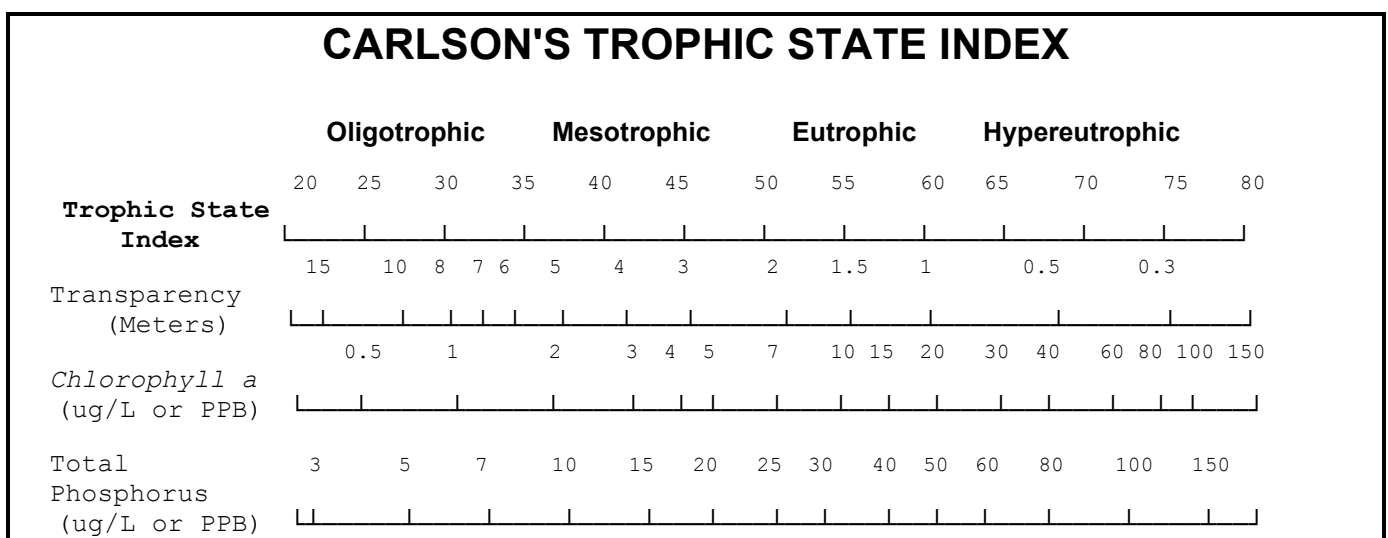 CARLSON'S TROPHIC STATE INDEX
Oligotrophic Mesotrophic Eutrophic Hypereutrophic
20 25 30 35 40 45 50 55 60 65 70 75 80
Trophic State
Index
15 10 8 7 6 5 4 3 2 1.5 1 0.5 0.3
Transparency
(Meters)
0.5 1 2 3 4 5 7 10 15 20 30 40 60 80 100 150
Chlorophyll a
(ug/L or PPB)
Total 3 5 7 10 15 20 25 30 40 50 60 80 100 150
Phosphorus
(ug/L or PPB)